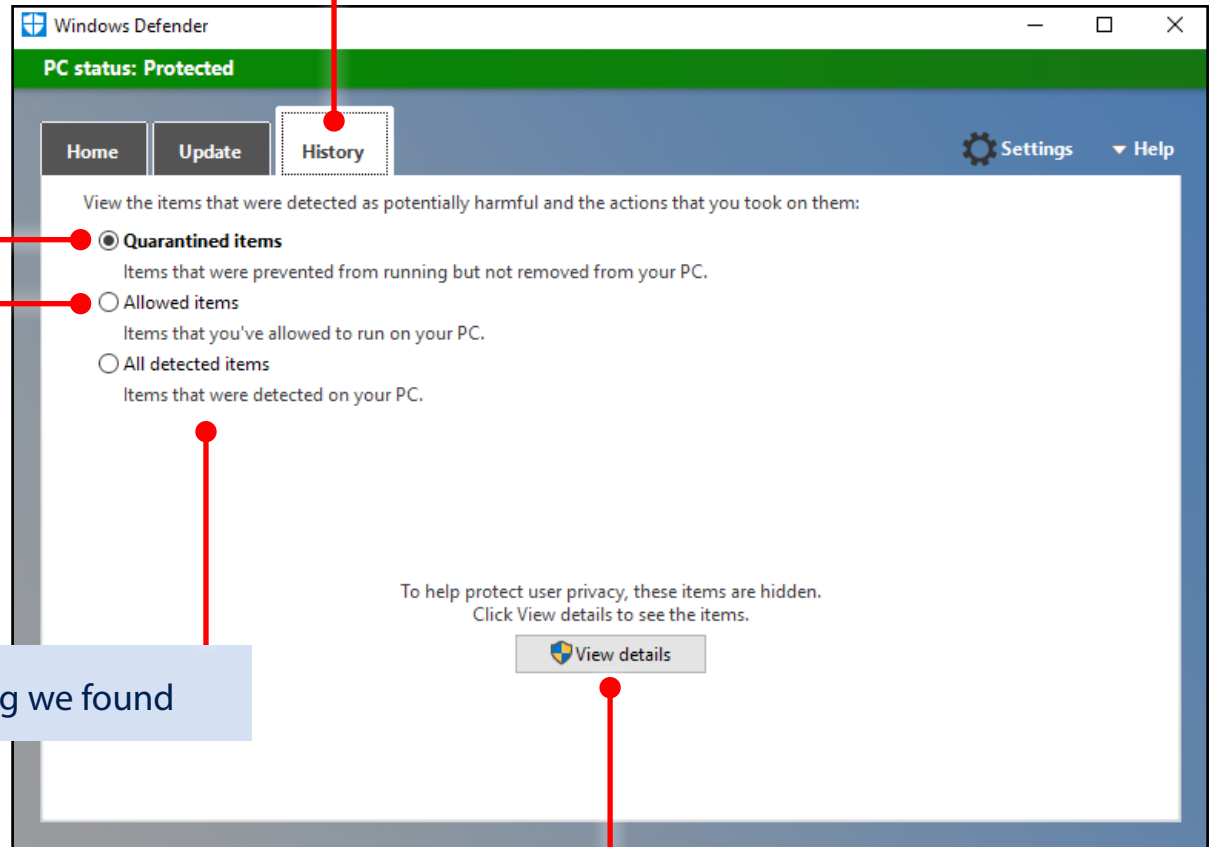 Windows Defender
PC status: Protected
Home Update History Settings Help
View the items that were detected as potentially harmful and the actions that you took on them:
Quarantined items
Items that were prevented from running but not removed from your PC.
Allowed items
Items that you've allowed to run on your PC.
All detected items
Items that were detected on your PC.
To help protect user privacy, these items are hidden.
Click View details to see the items.
View details
g we found